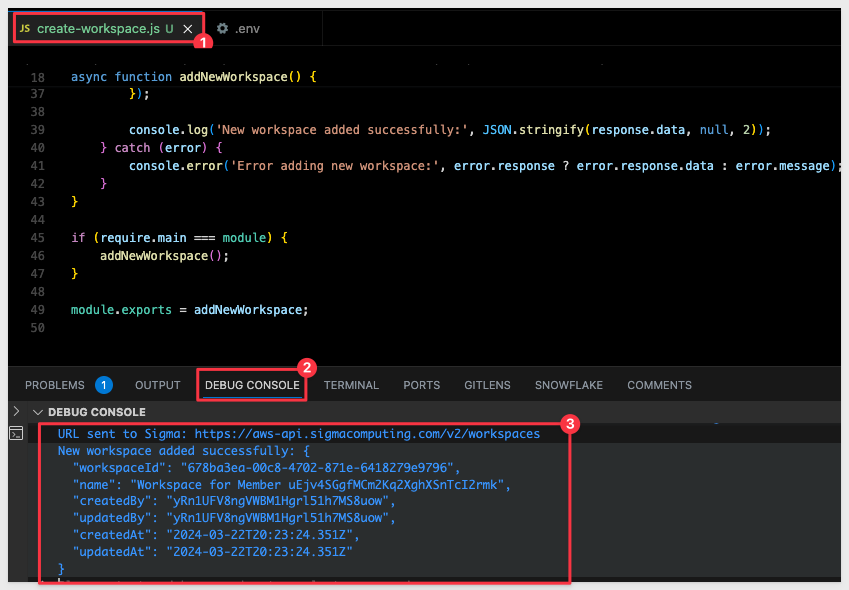 JS create-workspace.js U × .env
1
18 async function addNewWorkspace() {
37 });
38
39 console.log('New workspace added successfully:', JSON.stringify(response.data, null, 2));
40 } catch (error) {
41 console.error('Error adding new workspace:', error.response ? error.response.data : error.message);
42 }
43 }
44
45 if (require.main === module) {
46 addNewWorkspace();
47 }
48
49 module.exports = addNewWorkspace;
50
2
PROBLEMS 1 OUTPUT DEBUG CONSOLE TERMINAL PORTS GITLENS SNOWFLAKE COMMENTS
DEBUG CONSOLE
3
URL sent to Sigma: https://aws-api.sigmacomputing.com/v2/workspaces
New workspace added successfully: {
"workspaceId": "678ba3ea-00c8-4702-871e-6418279e9796",
"name": "Workspace for Member uEjv4SGgfMCm2Kq2XghXSnTcI2rmk",
"createdBy": "yRn1UFV8ngVWBM1Hgrl51h7MS8uow",
"updatedBy": "yRn1UFV8ngVWBM1Hgrl51h7MS8uow",
"createdAt": "2024-03-22T20:23:24.351Z",
"updatedAt": "2024-03-22T20:23:24.351Z"
}